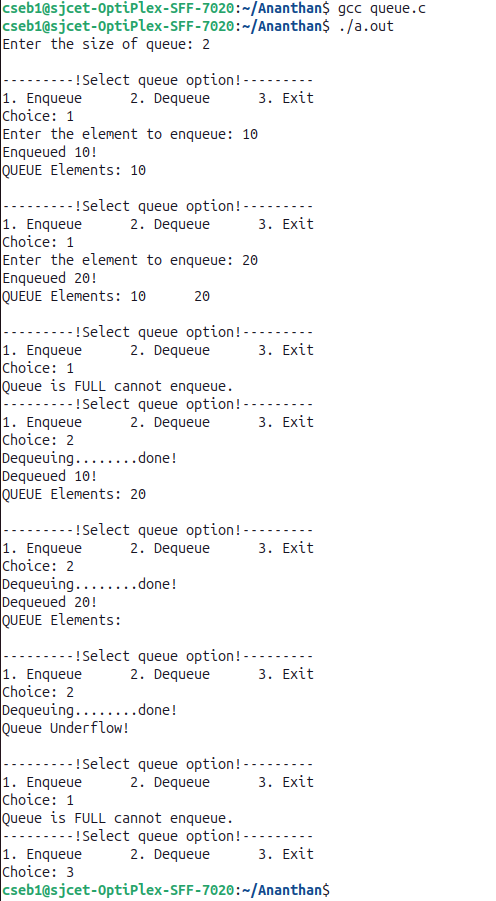 cseb1@sjcet-OptiPlex-SFF-7020:~/Ananthan$ gcc queue.c
cseb1@sjcet-OptiPlex-SFF-7020:~/Ananthan$ ./a.out
Enter the size of queue: 2

---------!Select queue option!---------
1. Enqueue      2. Dequeue      3. Exit
Choice: 1
Enter the element to enqueue: 10
Enqueued 10!
QUEUE Elements: 10

---------!Select queue option!---------
1. Enqueue      2. Dequeue      3. Exit
Choice: 1
Enter the element to enqueue: 20
Enqueued 20!
QUEUE Elements: 10      20

---------!Select queue option!---------
1. Enqueue      2. Dequeue      3. Exit
Choice: 1
Queue is FULL cannot enqueue.
---------!Select queue option!---------
1. Enqueue      2. Dequeue      3. Exit
Choice: 2
Dequeuing........done!
Dequeued 10!
QUEUE Elements: 20

---------!Select queue option!---------
1. Enqueue      2. Dequeue      3. Exit
Choice: 2
Dequeuing........done!
Dequeued 20!
QUEUE Elements:

---------!Select queue option!---------
1. Enqueue      2. Dequeue      3. Exit
Choice: 2
Dequeuing........done!
Queue Underflow!

---------!Select queue option!---------
1. Enqueue      2. Dequeue      3. Exit
Choice: 1
Queue is FULL cannot enqueue.
---------!Select queue option!---------
1. Enqueue      2. Dequeue      3. Exit
Choice: 3
cseb1@sjcet-OptiPlex-SFF-7020:~/Ananthan$